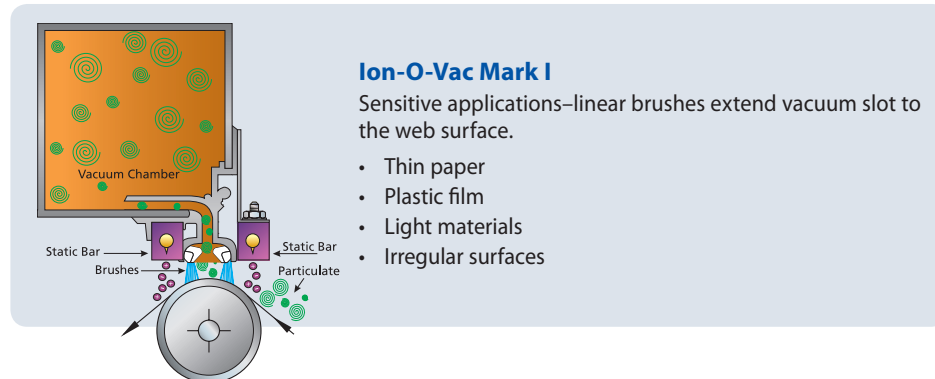 Ion-O-Vac Mark I
Sensitive applications–linear brushes extend vacuum slot to
the web surface.
• Thin paper
• Plastic film
• Light materials
• Irregular surfaces
Vacuum Chamber
Static Bar
Static Bar
Brushes
Particulate